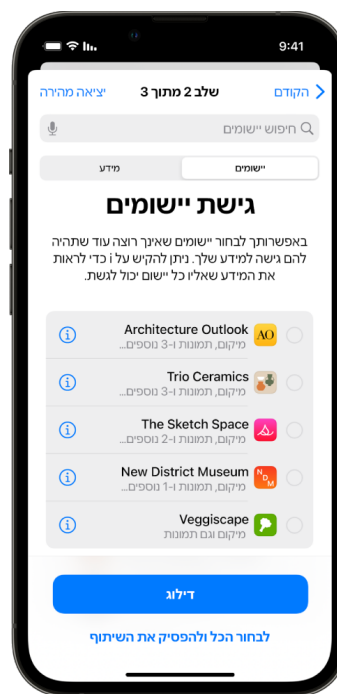 9:41
הקודם
שלב 2 מתוך 3
יציאה מהירה
חיפוש יישומים
יישומים
מידע
גישת יישומים
באפשרותך לבחור יישומים שאינך רוצה עוד שתהיה
להם גישה למידע שלך. ניתן להקיש על i כדי לראות
את המידע שאליו כל יישום יכול לגשת.
AO Architecture Outlook
מיקום, תמונות ו-3 נוספים...
Trio Ceramics
מיקום, תמונות ו-3 נוספים...
The Sketch Space
מיקום, תמונות ו-2 נוספים...
NDM New District Museum
מיקום, תמונות ו-1 נוספים...
Veggiscape
מיקום וגם תמונות
דילוג
לבחור הכל ולהפסיק את השיתוף